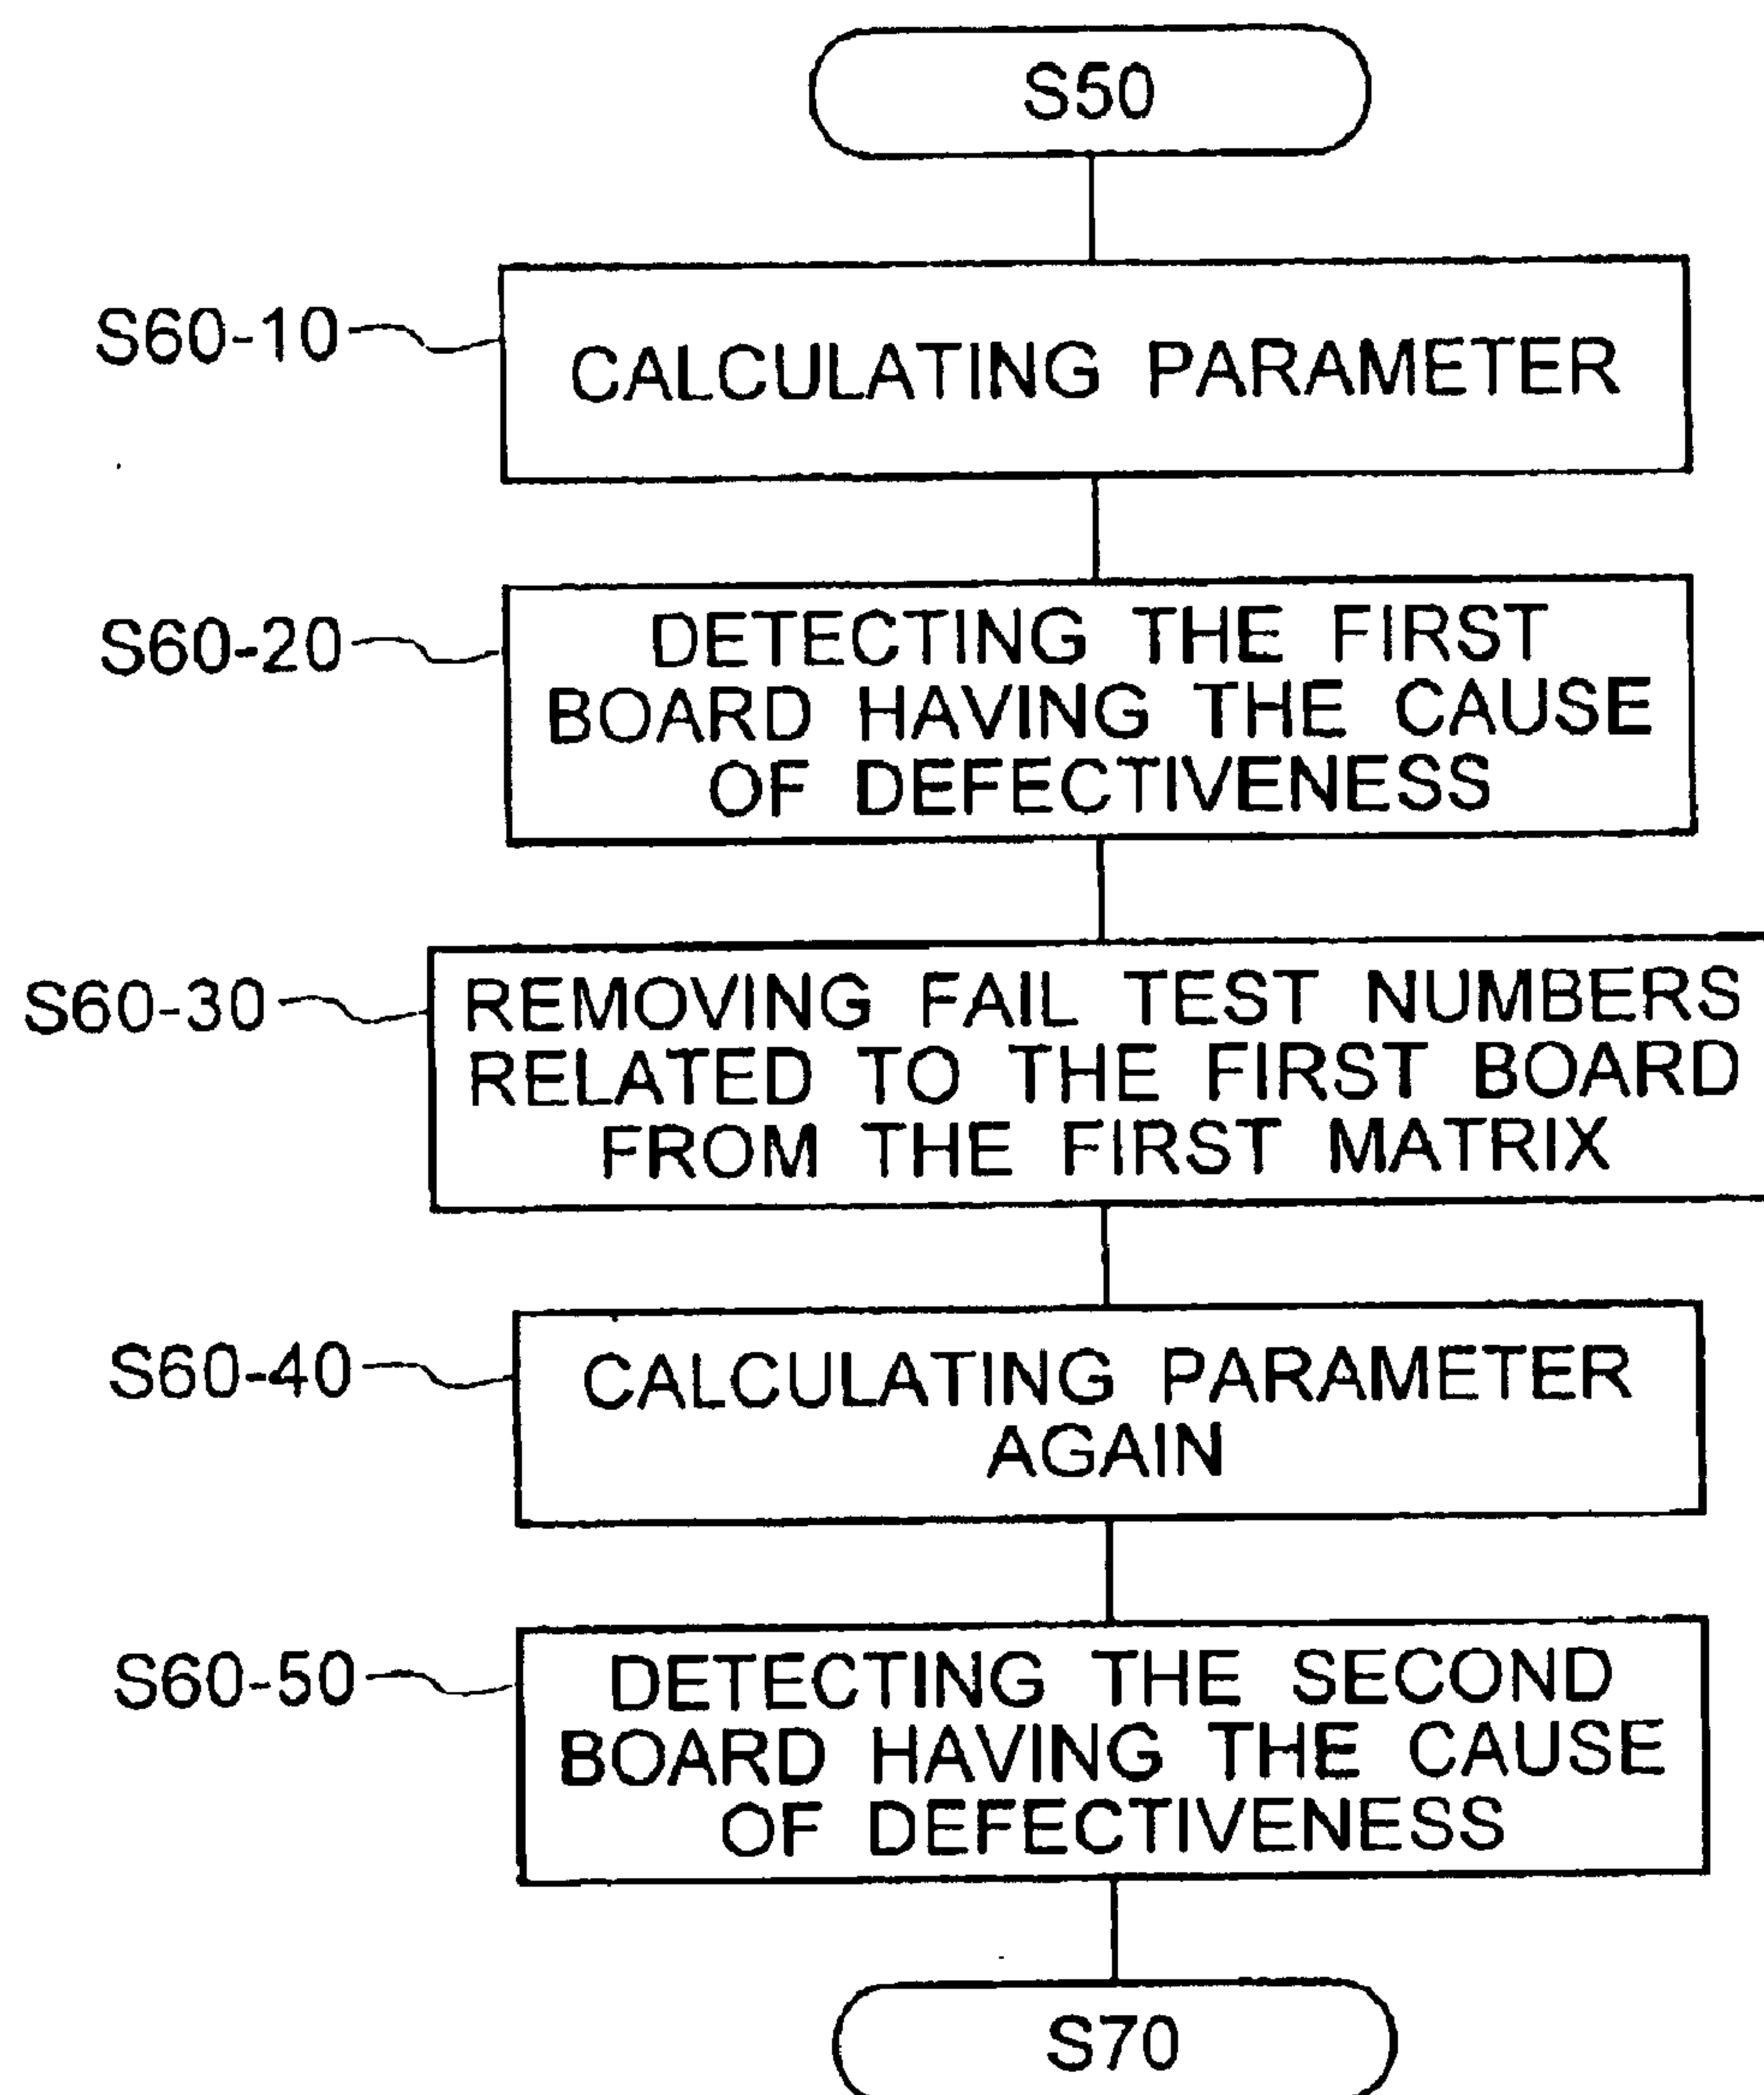 S50
S60-10
CALCULATING PARAMETER
S60-20
DETECTING THE FIRST
BOARD HAVING THE CAUSE
OF DEFECTIVENESS
S60-30
REMOVING FAIL TEST NUMBERS
RELATED TO THE FIRST BOARD
FROM THE FIRST MATRIX
S60-40
CALCULATING PARAMETER
AGAIN
S60-50
DETECTING THE SECOND
BOARD HAVING THE CAUSE
OF DEFECTIVENESS
S70